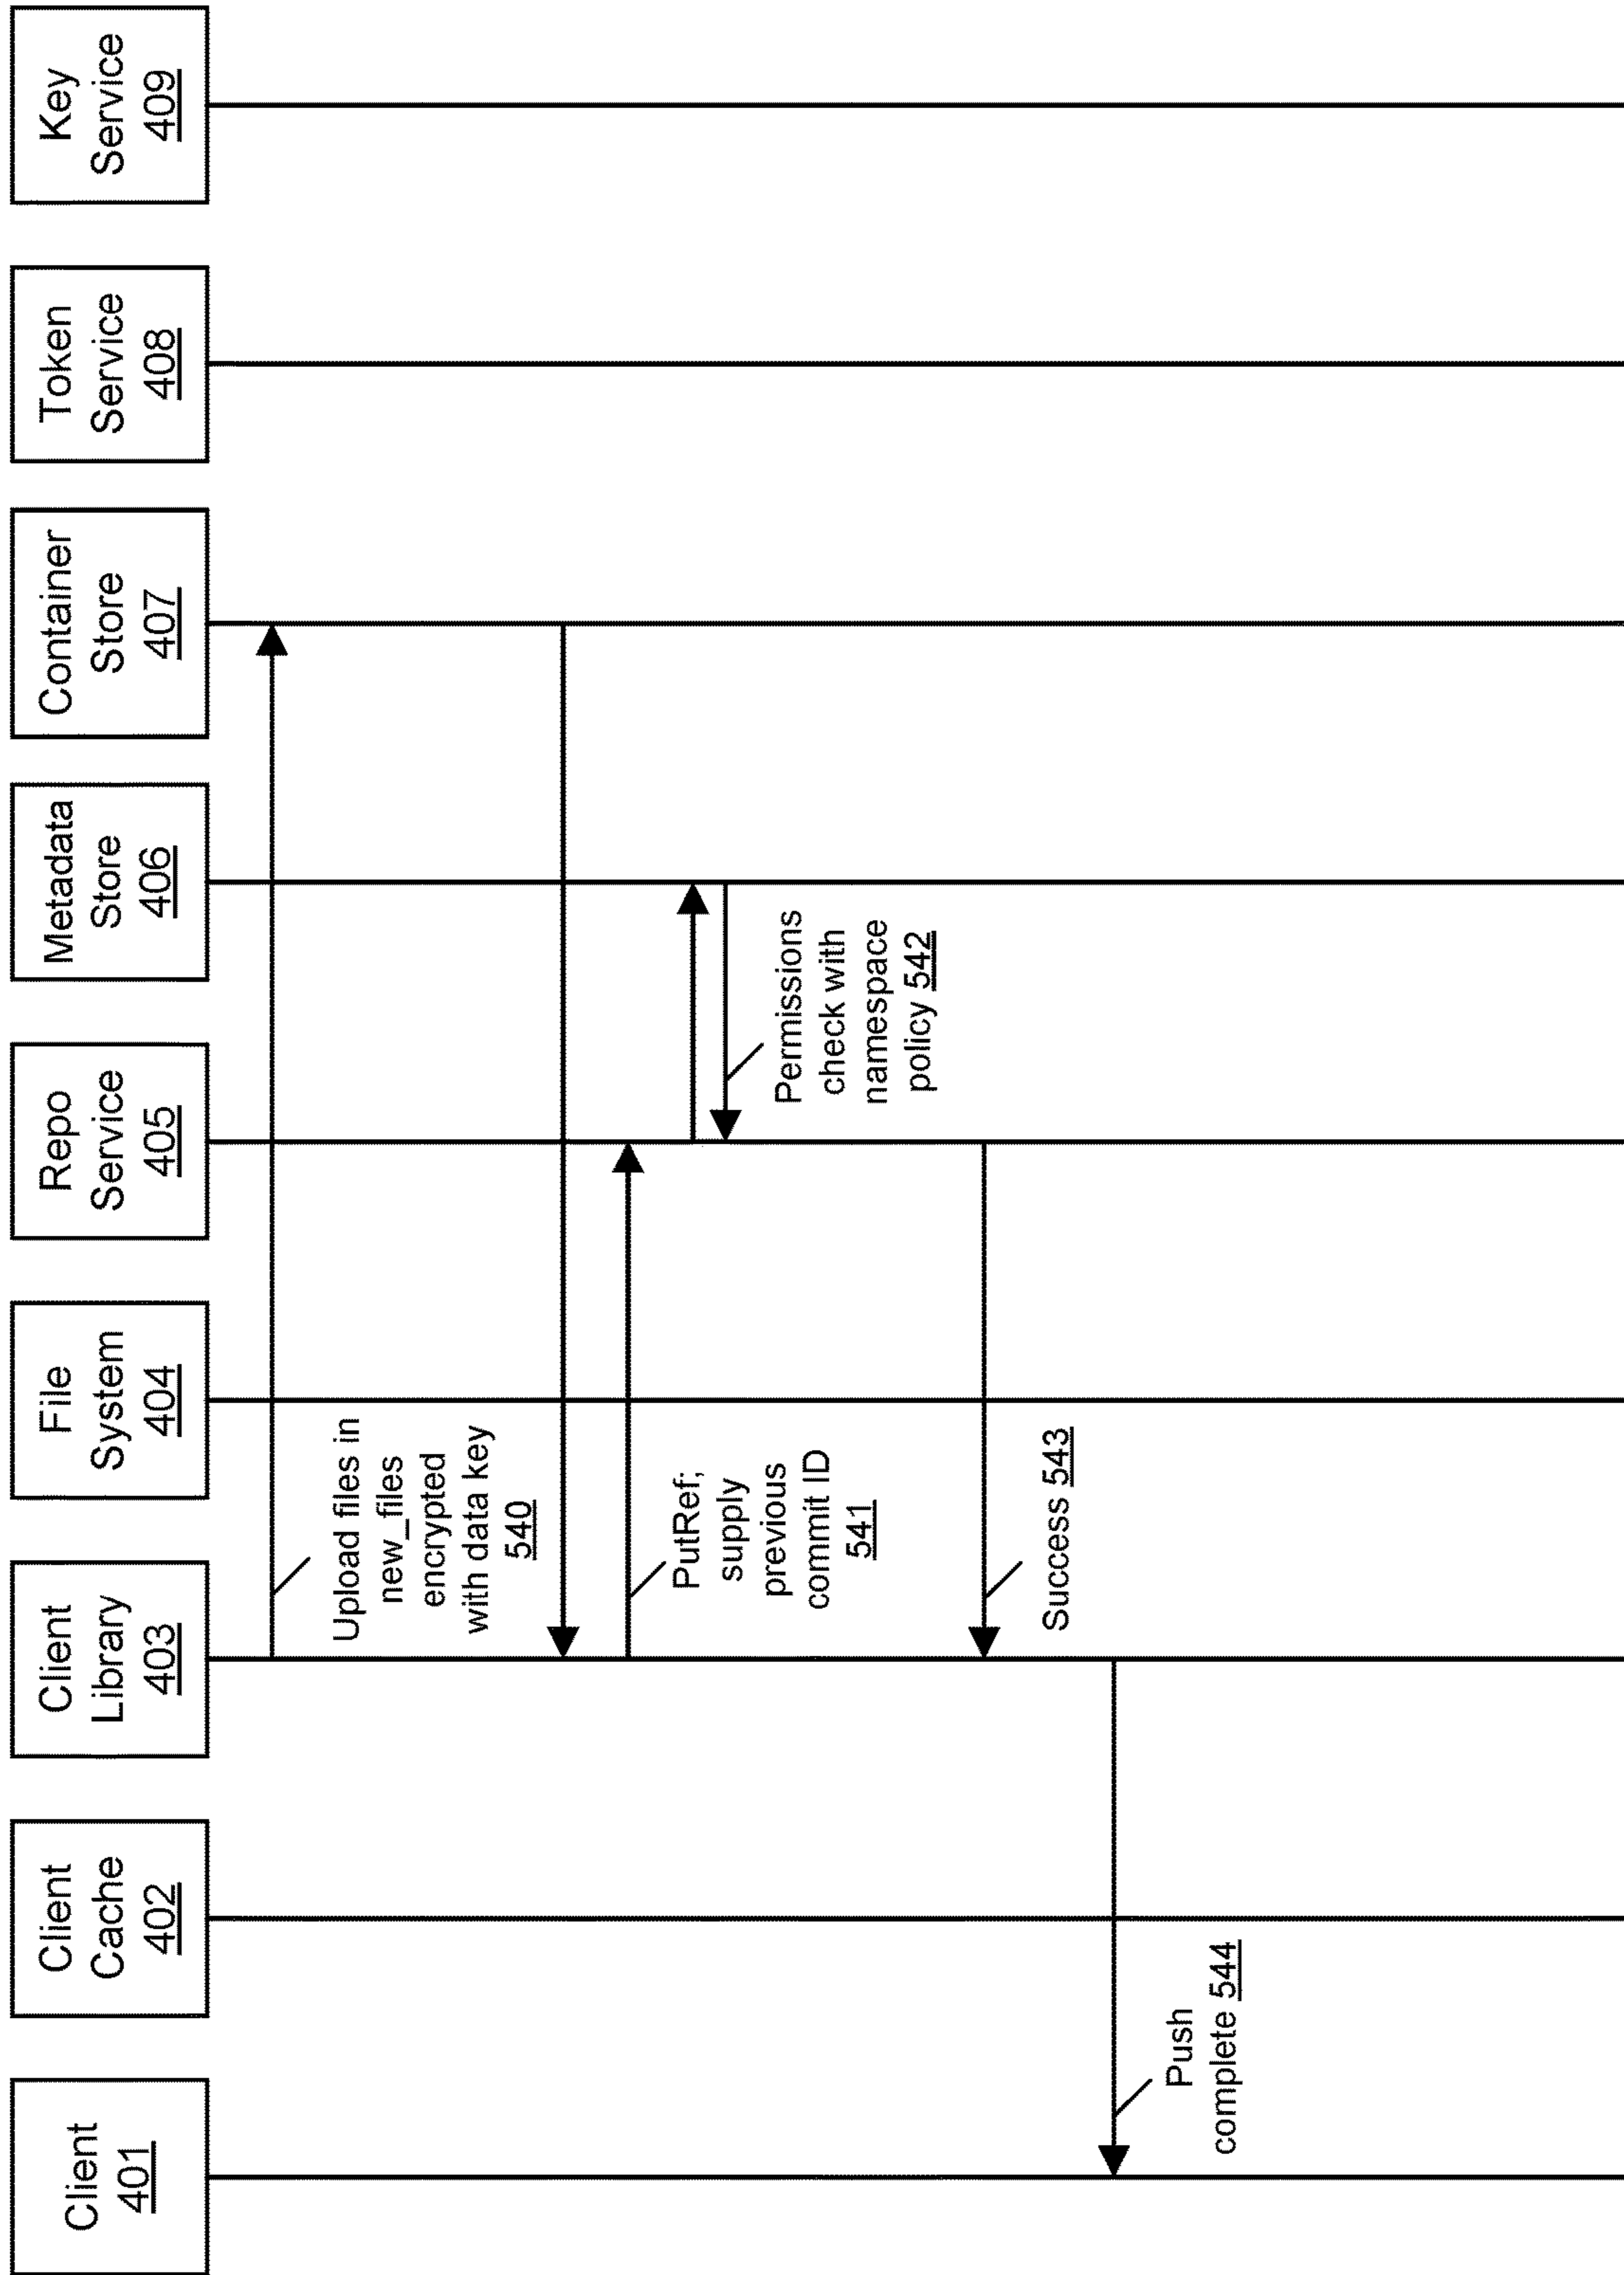 Client
401
Client
Cache
402
Client
Library
403
File
System
404
Repo
Service
405
Metadata
Store
406
Container
Store
407
Token
Service
408
Key
Service
409
Upload files in
new_files
encrypted
with data key
540
PutRef;
supply
previous
commit ID
541
Permissions
check with
namespace
policy 542
Success 543
Push
complete 544